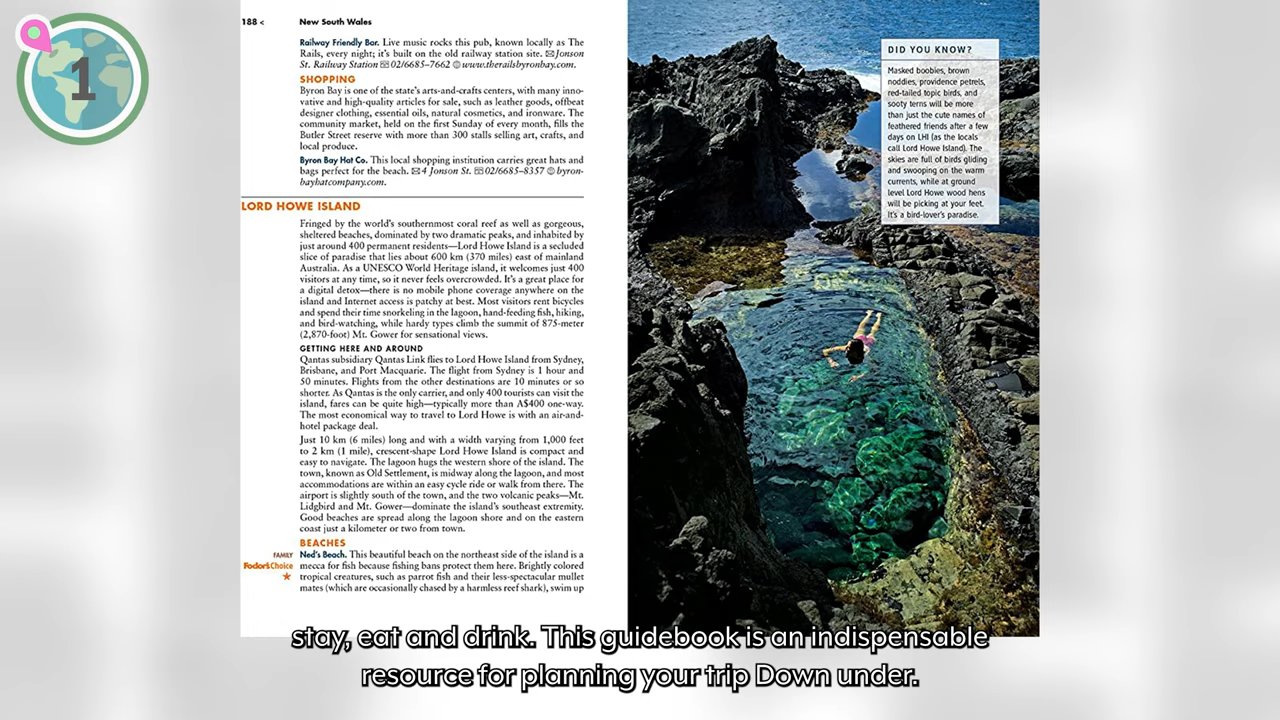 1
188 <
New South Wales
Railway Friendly Bar. Live music rocks this pub, known locally as The
Rails, every night; it's built on the old railway station site. ✉ Jonson
St. Railway Station ☏ 02/6685–7662 ⊕ www.therailsbyronbay.com.
SHOPPING
Byron Bay is one of the state's arts-and-crafts centers, with many inno-
vative and high-quality articles for sale, such as leather goods, offbeat
designer clothing, essential oils, natural cosmetics, and ironware. The
community market, held on the first Sunday of every month, fills the
Butler Street reserve with more than 300 stalls selling art, crafts, and
local produce.
Byron Bay Hat Co. This local shopping institution carries great hats and
bags perfect for the beach. ✉ 4 Jonson St. ☏ 02/6685–8357 ⊕ byron-
bayhatcompany.com.
LORD HOWE ISLAND
Fringed by the world's southernmost coral reef as well as gorgeous,
sheltered beaches, dominated by two dramatic peaks, and inhabited by
just around 400 permanent residents—Lord Howe Island is a secluded
slice of paradise that lies about 600 km (370 miles) east of mainland
Australia. As a UNESCO World Heritage island, it welcomes just 400
visitors at any time, so it never feels overcrowded. It's a great place for
a digital detox—there is no mobile phone coverage anywhere on the
island and Internet access is patchy at best. Most visitors rent bicycles
and spend their time snorkeling in the lagoon, hand-feeding fish, hiking,
and bird-watching, while hardy types climb the summit of 875-meter
(2,870-foot) Mt. Gower for sensational views.
GETTING HERE AND AROUND
Qantas subsidiary Qantas Link flies to Lord Howe Island from Sydney,
Brisbane, and Port Macquarie. The flight from Sydney is 1 hour and
50 minutes. Flights from the other destinations are 10 minutes or so
shorter. As Qantas is the only carrier, and only 400 tourists can visit the
island, fares can be quite high—typically more than A$400 one-way.
The most economical way to travel to Lord Howe is with an air-and-
hotel package deal.
Just 10 km (6 miles) long and with a width varying from 1,000 feet
to 2 km (1 mile), crescent-shape Lord Howe Island is compact and
easy to navigate. The lagoon hugs the western shore of the island. The
town, known as Old Settlement, is midway along the lagoon, and most
accommodations are within an easy cycle ride or walk from there. The
airport is slightly south of the town, and the two volcanic peaks—Mt.
Lidgbird and Mt. Gower—dominate the island's southeast extremity.
Good beaches are spread along the lagoon shore and on the eastern
coast just a kilometer or two from town.
BEACHES
FAMILY
Fodor's Choice
★
Ned's Beach. This beautiful beach on the northeast side of the island is a
mecca for fish because fishing bans protect them here. Brightly colored
tropical creatures, such as parrot fish and their less-spectacular mullet
mates (which are occasionally chased by a harmless reef shark), swim up
DID YOU KNOW?
Masked boobies, brown
noddies, providence petrels,
red-tailed topic birds, and
sooty terns will be more
than just the cute names of
feathered friends after a few
days on LHI (as the locals
call Lord Howe Island). The
skies are full of birds gliding
and swooping on the warm
currents, while at ground
level Lord Howe wood hens
will be picking at your feet.
It's a bird-lover's paradise.
stay, eat and drink. This guidebook is an indispensable
resource for planning your trip Down under.